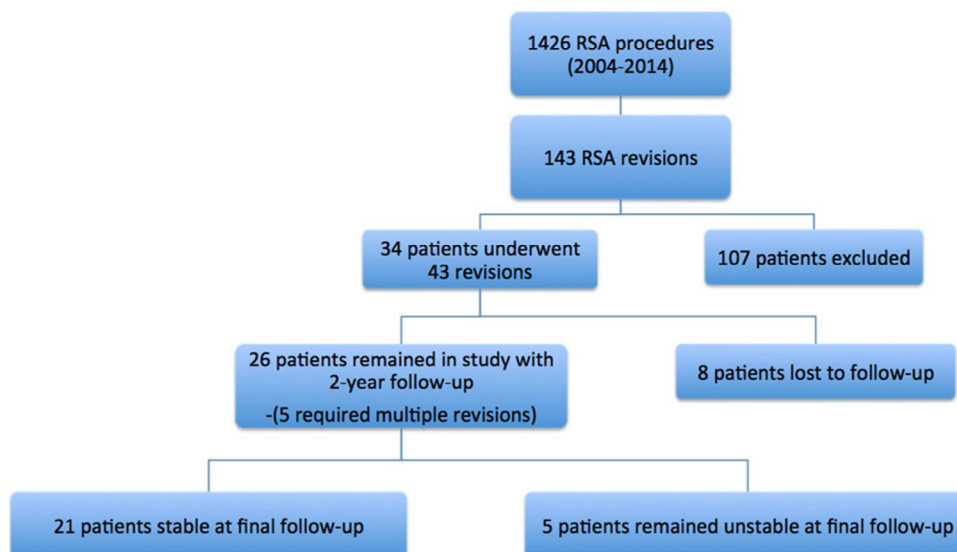 1426 RSA procedures
(2004-2014)
143 RSA revisions
34 patients underwent
43 revisions
107 patients excluded
26 patients remained in study with
2-year follow-up
-(5 required multiple revisions)
8 patients lost to follow-up
21 patients stable at final follow-up
5 patients remained unstable at final follow-up